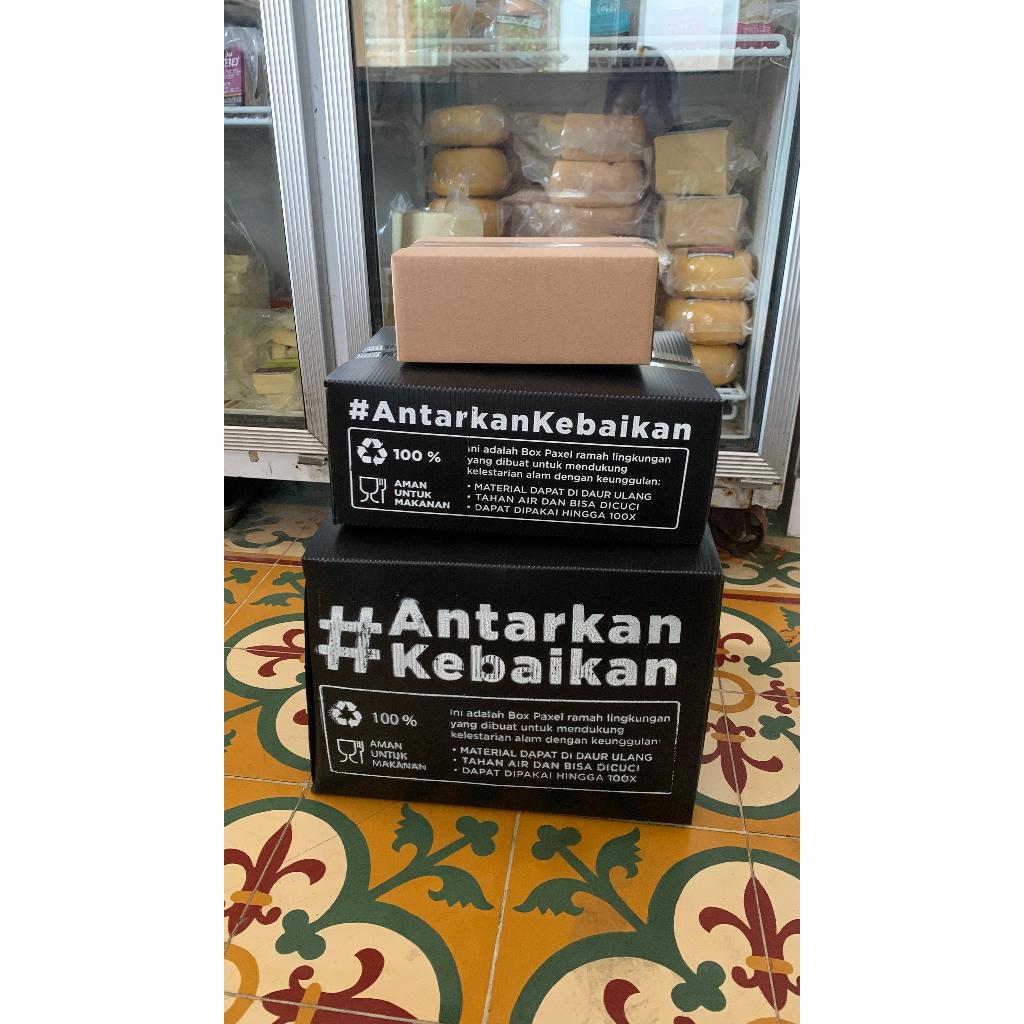 #AntarkanKebaikan
100 %
AMAN
UNTUK
MAKANAN
Ini adalah Box Paxel ramah lingkungan
yang dibuat untuk mendukung
kelestarian alam dengan keunggulan:
• MATERIAL DAPAT DI DAUR ULANG
• TAHAN AIR DAN BISA DICUCI
• DAPAT DIPAKAI HINGGA 100X
#Antarkan
Kebaikan
100 %
AMAN
UNTUK
MAKANAN
Ini adalah Box Paxel ramah lingkungan
yang dibuat untuk mendukung
kelestarian alam dengan keunggulan:
• MATERIAL DAPAT DI DAUR ULANG
• TAHAN AIR DAN BISA DICUCI
• DAPAT DIPAKAI HINGGA 100X